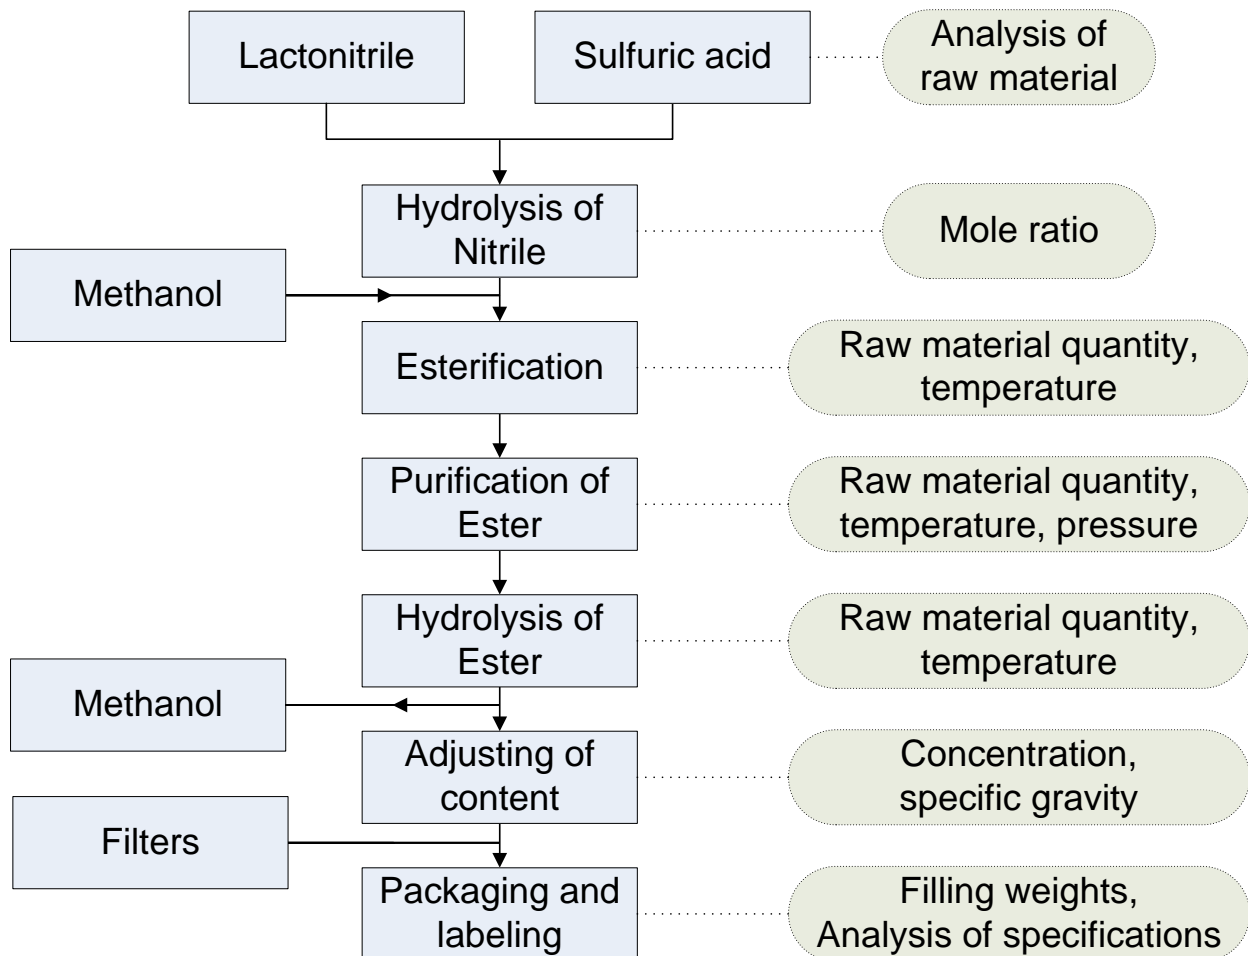 Lactonitrile
Sulfuric acid
Analysis of
raw material
Hydrolysis of
Nitrile
Mole ratio
Methanol
Esterification
Raw material quantity,
temperature
Purification of
Ester
Raw material quantity,
temperature, pressure
Hydrolysis of
Ester
Raw material quantity,
temperature
Methanol
Adjusting of
content
Concentration,
specific gravity
Filters
Packaging and
labeling
Filling weights,
Analysis of specifications